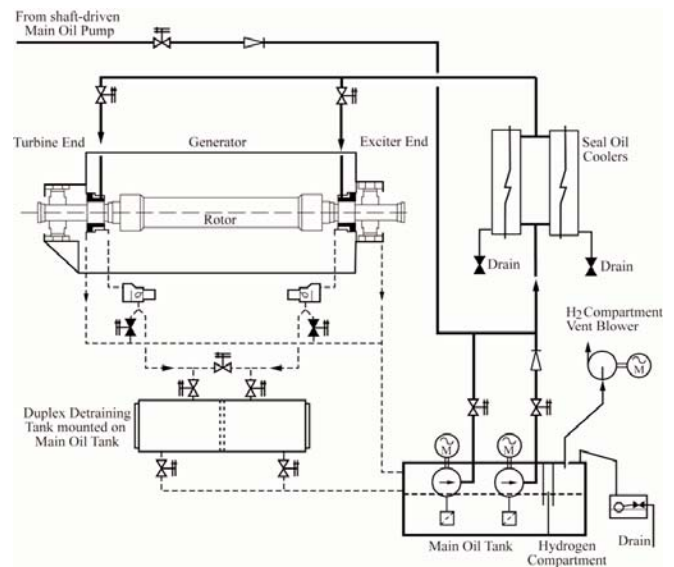 From shaft-driven
Main Oil Pump
Turbine End
Generator
Exciter End
Seal Oil
Coolers
Rotor
Drain
Drain
H2 Compartment
Vent Blower
M
Duplex Detraining
Tank mounted on
Main Oil Tank
M
M
Main Oil Tank
Hydrogen
Compartment
Drain